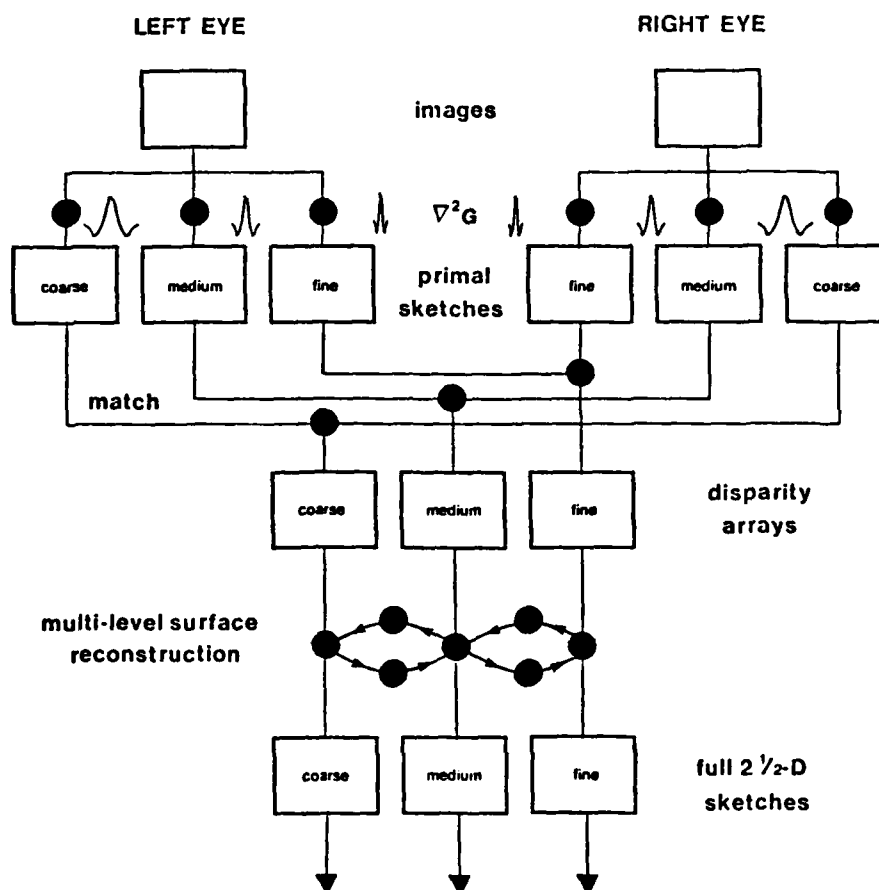 LEFT EYE
RIGHT EYE
images
∇²G
coarse
medium
fine
primal
sketches
fine
medium
coarse
match
coarse
medium
fine
disparity
arrays
multi-level surface
reconstruction
coarse
medium
fine
full 2 ½-D
sketches